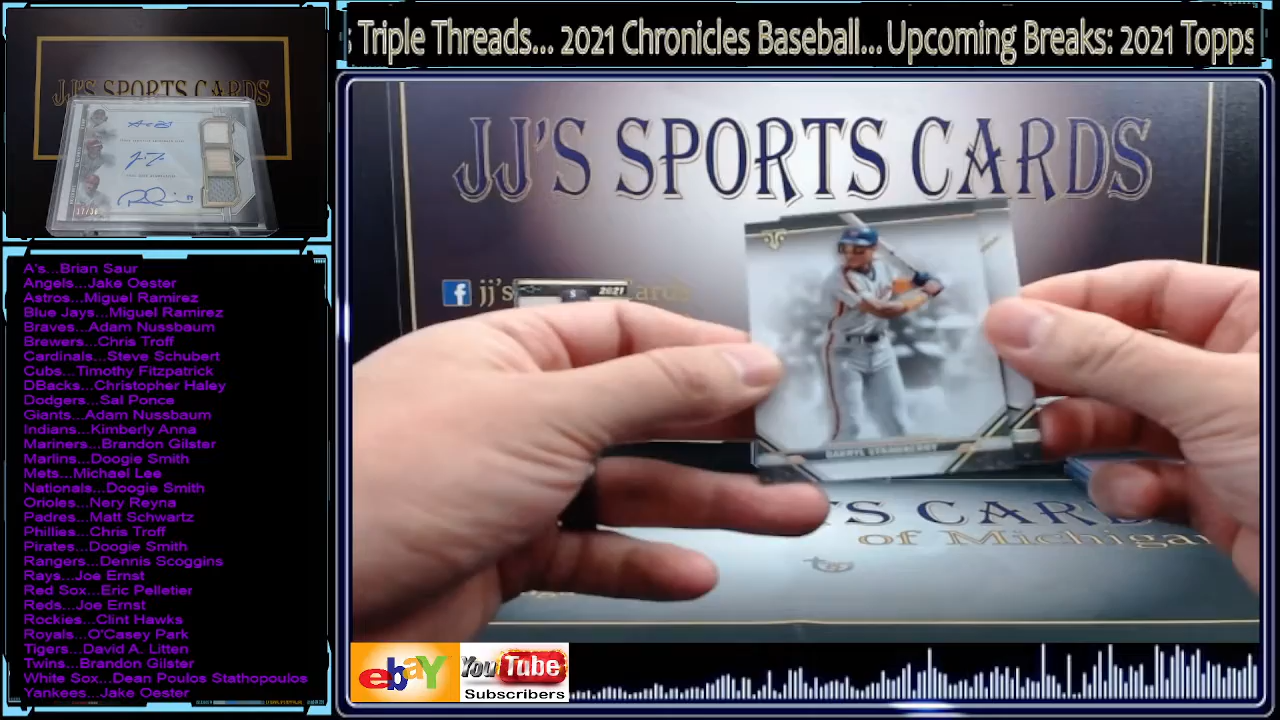 Triple Threads... 2021 Chronicles Baseball... Upcoming Breaks: 2021 Topps
JJ'S SPORTS CARDS
17/36
A's...Brian Saur
Angels...Jake Oester
Astros...Miguel Ramirez
Blue Jays...Miguel Ramirez
Braves...Adam Nussbaum
Brewers...Chris Troff
Cardinals...Steve Schubert
Cubs...Timothy Fitzpatrick
DBacks...Christopher Haley
Dodgers...Sal Ponce
Giants...Adam Nussbaum
Indians...Kimberly Anna
Mariners...Brandon Gilster
Marlins...Doogie Smith
Mets...Michael Lee
Nationals...Doogie Smith
Orioles...Nery Reyna
Padres...Matt Schwartz
Phillies...Chris Troff
Pirates...Doogie Smith
Rangers...Dennis Scoggins
Rays...Joe Ernst
Red Sox...Eric Pelletier
Reds...Joe Ernst
Rockies...Clint Hawks
Royals...O'Casey Park
Tigers...David A. Litten
Twins...Brandon Gilster
White Sox...Dean Poulos Stathopoulos
Yankees...Jake Oester
JJ'S SPORTS CARDS
f jj's
2021
DARRYL STRAWBERRY
'S CARD
of Michigan
ebay
YouTube
Subscribers